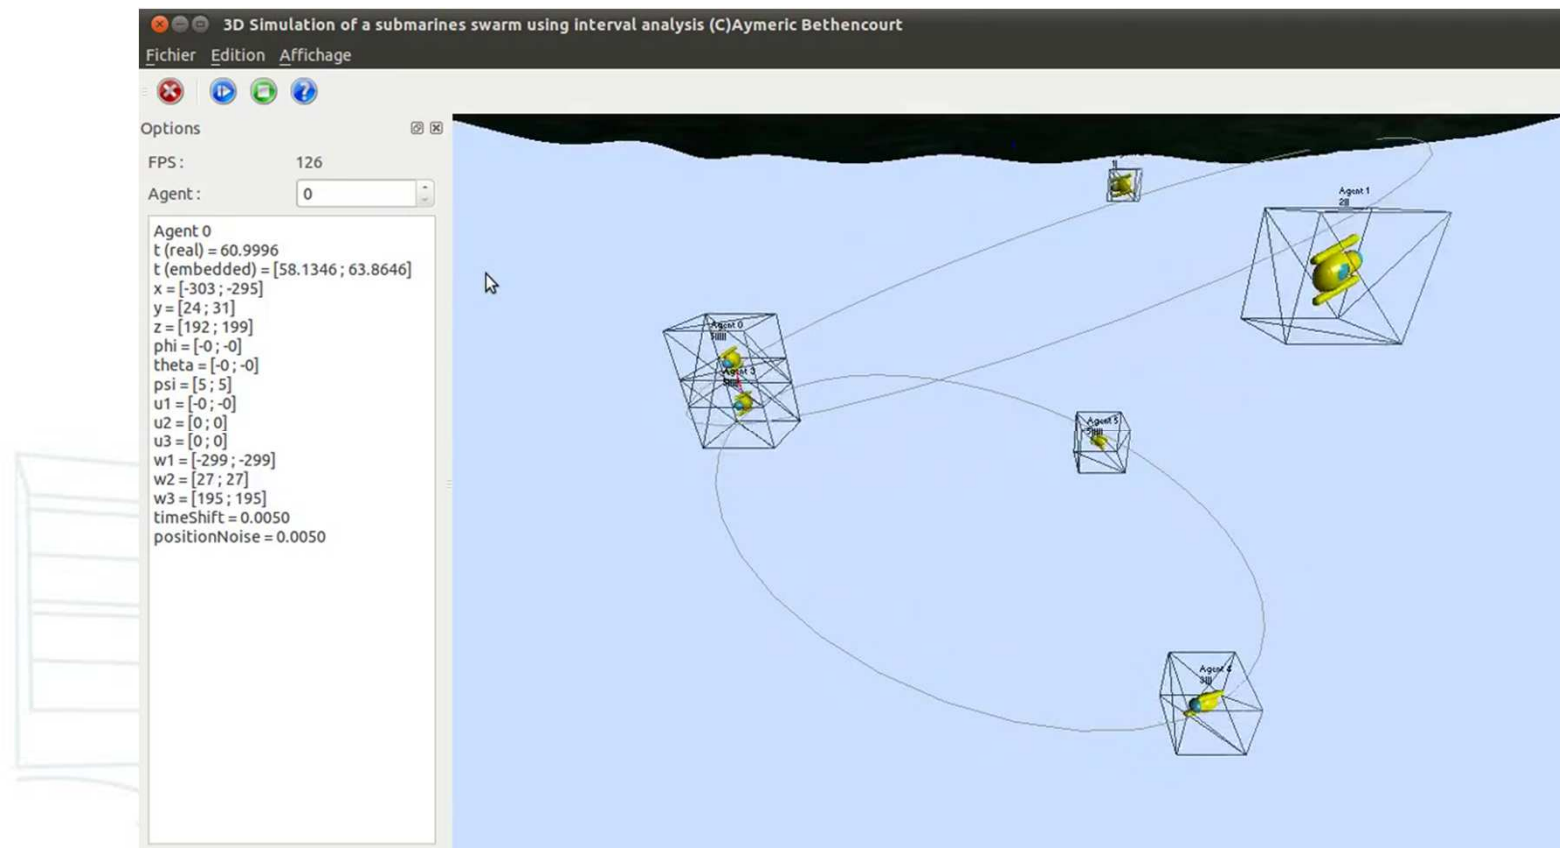 3D Simulation of a submarines swarm using interval analysis (C)Aymeric Bethencourt
Fichier Edition Affichage
Options
FPS : 126
Agent : 0
Agent 0
t (real) = 60.9996
t (embedded) = [58.1346 ; 63.8646]
x = [-303 ; -295]
y = [24 ; 31]
z = [192 ; 199]
phi = [-0 ; -0]
theta = [-0 ; -0]
psi = [5 ; 5]
u1 = [-0 ; -0]
u2 = [0 ; 0]
u3 = [0 ; 0]
w1 = [-299 ; -299]
w2 = [27 ; 27]
w3 = [195 ; 195]
timeShift = 0.0050
positionNoise = 0.0050
Agent 1
2|||
Agent 0
Agent 3
Agent 5
Agent 4
3|||